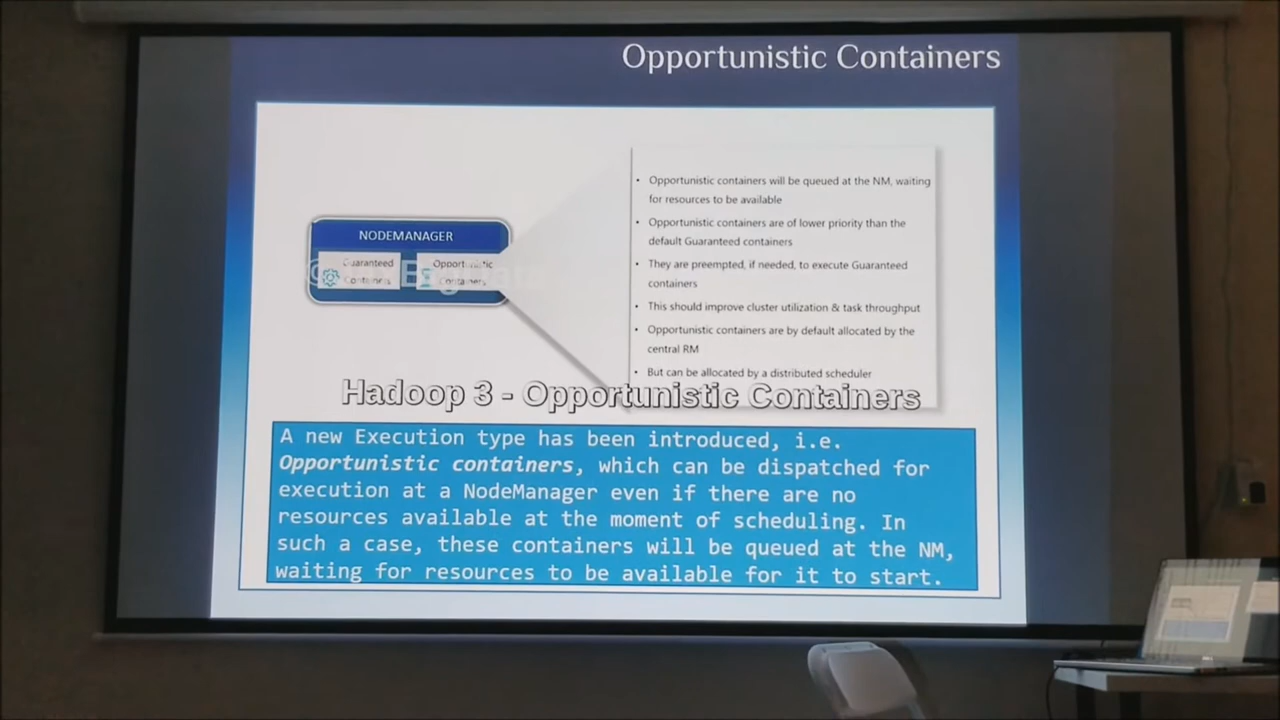 Opportunistic Containers
• Opportunistic containers will be queued at the NM, waiting
for resources to be available
• Opportunistic containers are of lower priority than the
default Guaranteed containers
• They are preempted, if needed, to execute Guaranteed
containers
• This should improve cluster utilization & task throughput
• Opportunistic containers are by default allocated by the
central RM
• But can be allocated by a distributed scheduler
NODEMANAGER
Guaranteed
Containers
Opportunistic
Containers
Hadoop 3 - Opportunistic Containers
A new Execution type has been introduced, i.e.
Opportunistic containers, which can be dispatched for
execution at a NodeManager even if there are no
resources available at the moment of scheduling. In
such a case, these containers will be queued at the NM,
waiting for resources to be available for it to start.